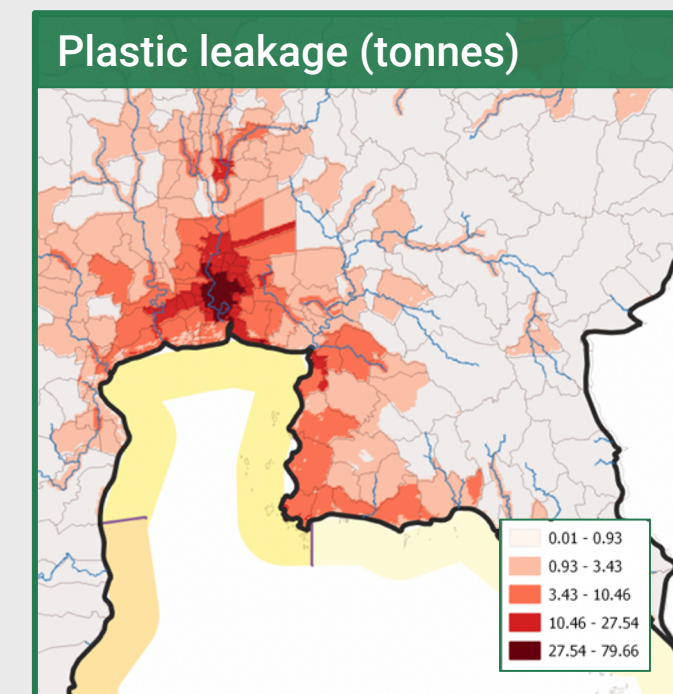 Plastic leakage (tonnes)
0.01 - 0.93
0.93 - 3.43
3.43 - 10.46
10.46 - 27.54
27.54 - 79.66